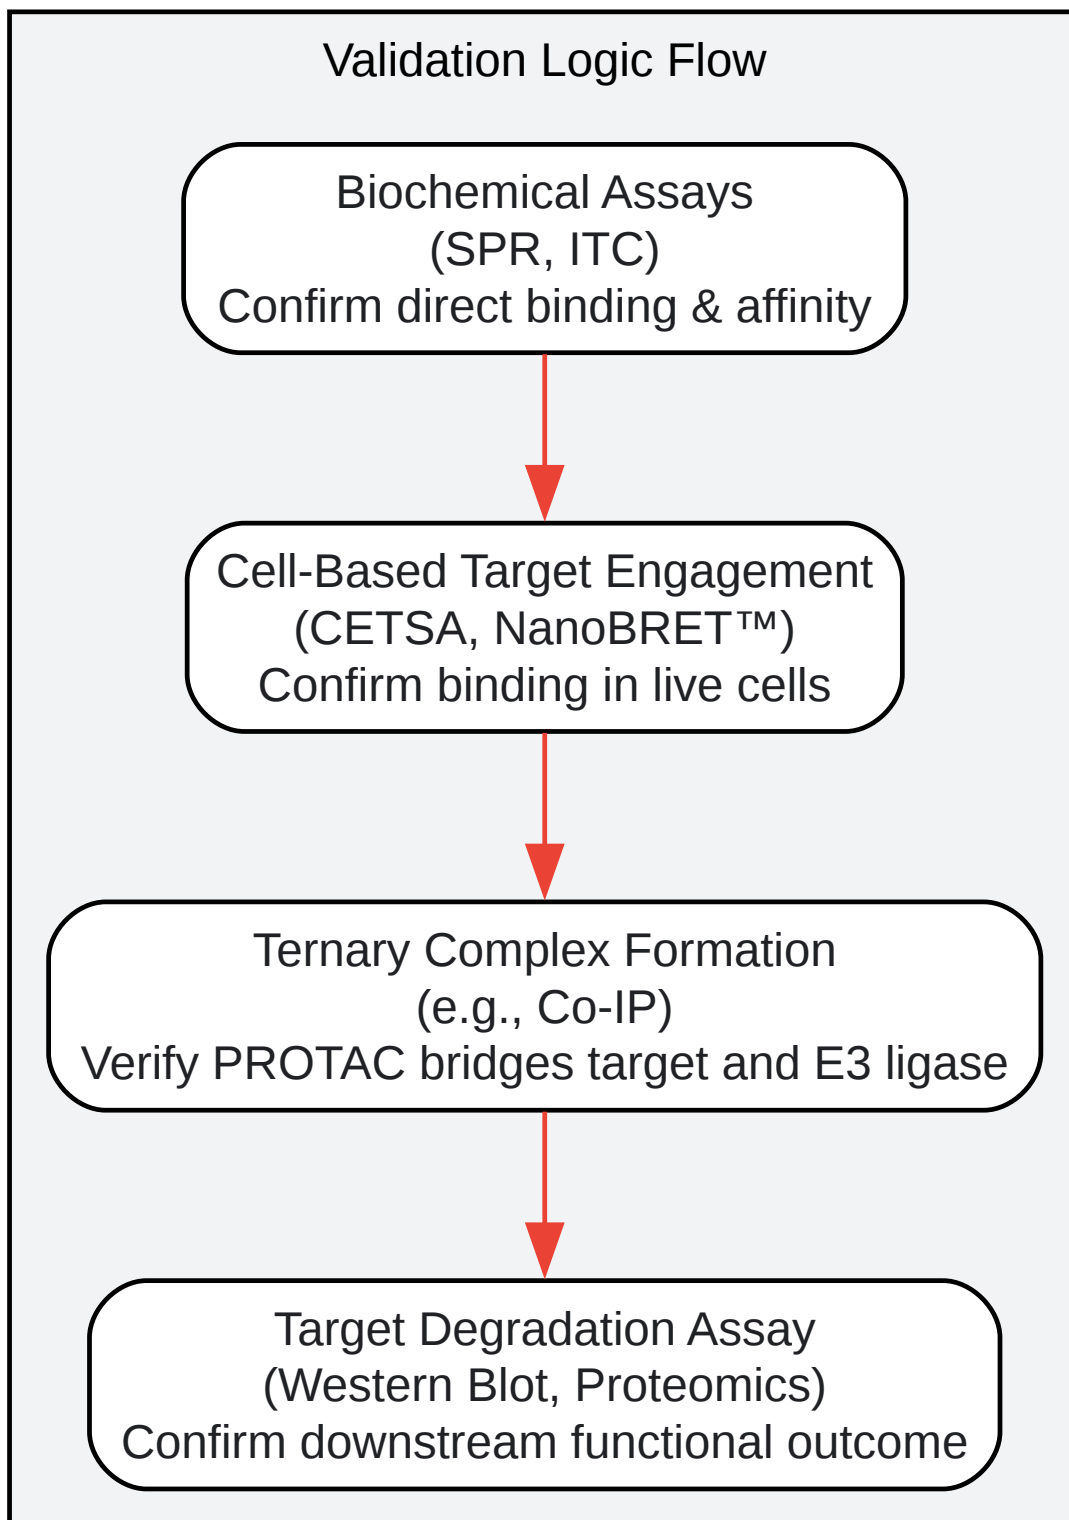 Validation Logic Flow
Biochemical Assays
(SPR, ITC)
Confirm direct binding & affinity
Cell-Based Target Engagement
(CETSA, NanoBRET™)
Confirm binding in live cells
Ternary Complex Formation
(e.g., Co-IP)
Verify PROTAC bridges target and E3 ligase
Target Degradation Assay
(Western Blot, Proteomics)
Confirm downstream functional outcome